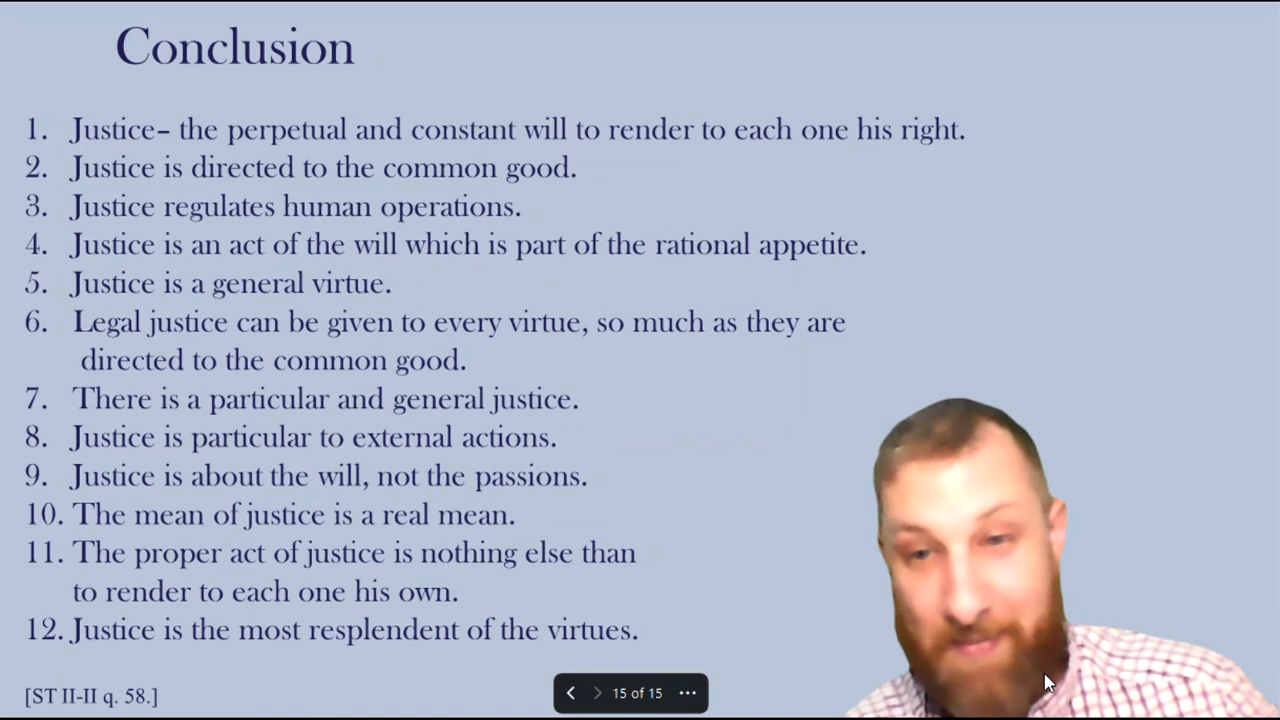 Conclusion
1. Justice– the perpetual and constant will to render to each one his right.
2. Justice is directed to the common good.
3. Justice regulates human operations.
4. Justice is an act of the will which is part of the rational appetite.
5. Justice is a general virtue.
6. Legal justice can be given to every virtue, so much as they are
directed to the common good.
7. There is a particular and general justice.
8. Justice is particular to external actions.
9. Justice is about the will, not the passions.
10. The mean of justice is a real mean.
11. The proper act of justice is nothing else than
to render to each one his own.
12. Justice is the most resplendent of the virtues.
[ST II-II q. 58.]
15 of 15